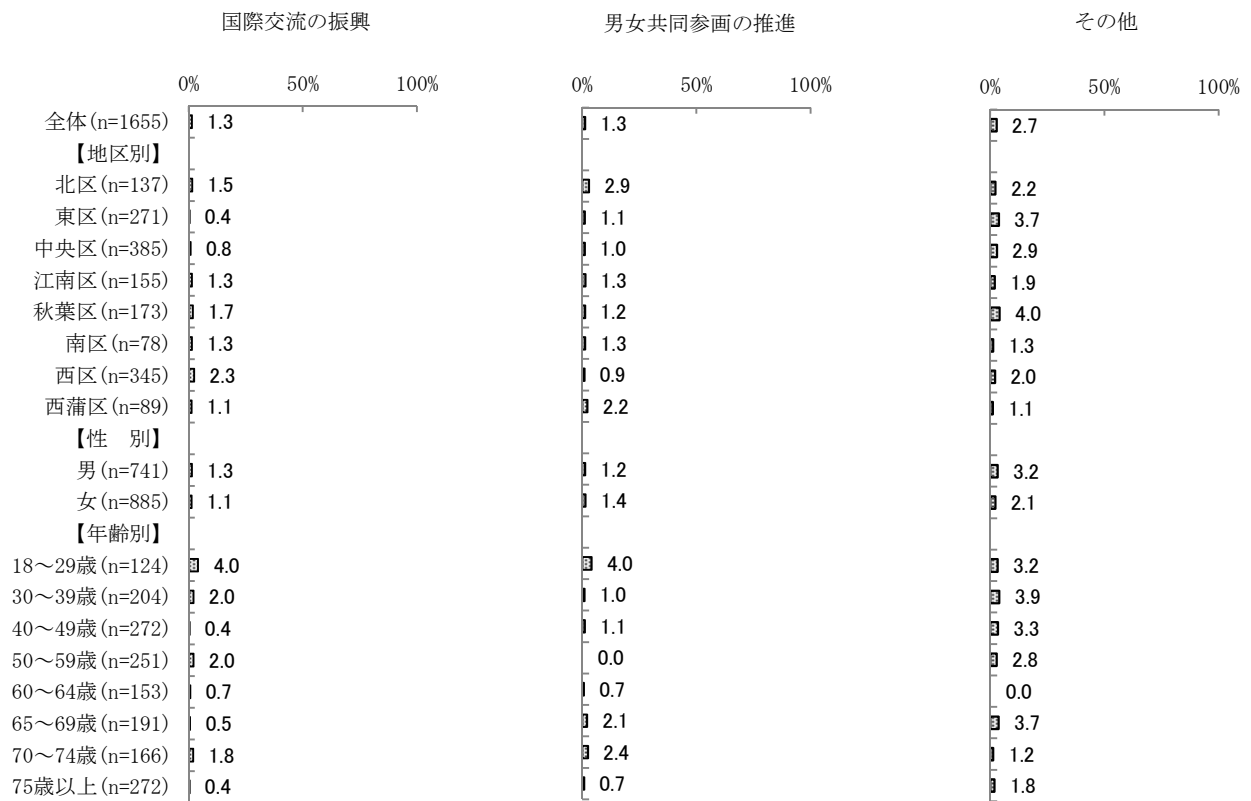 国際交流の振興 男女共同参画の推進 その他
0% 50% 100% 0% 50% 100% 0% 50% 100%
全体(n=1655) 1.3 1.3 2.7
【地区別】
北区(n=137) 1.5 2.9 2.2
東区(n=271) 0.4 1.1 3.7
中央区(n=385) 0.8 1.0 2.9
江南区(n=155) 1.3 1.3 1.9
秋葉区(n=173) 1.7 1.2 4.0
南区(n=78) 1.3 1.3 1.3
西区(n=345) 2.3 0.9 2.0
西蒲区(n=89) 1.1 2.2 1.1
【性　別】
男(n=741) 1.3 1.2 3.2
女(n=885) 1.1 1.4 2.1
【年齢別】
18～29歳(n=124) 4.0 4.0 3.2
30～39歳(n=204) 2.0 1.0 3.9
40～49歳(n=272) 0.4 1.1 3.3
50～59歳(n=251) 2.0 0.0 2.8
60～64歳(n=153) 0.7 0.7 0.0
65～69歳(n=191) 0.5 2.1 3.7
70～74歳(n=166) 1.8 2.4 1.2
75歳以上(n=272) 0.4 0.7 1.8